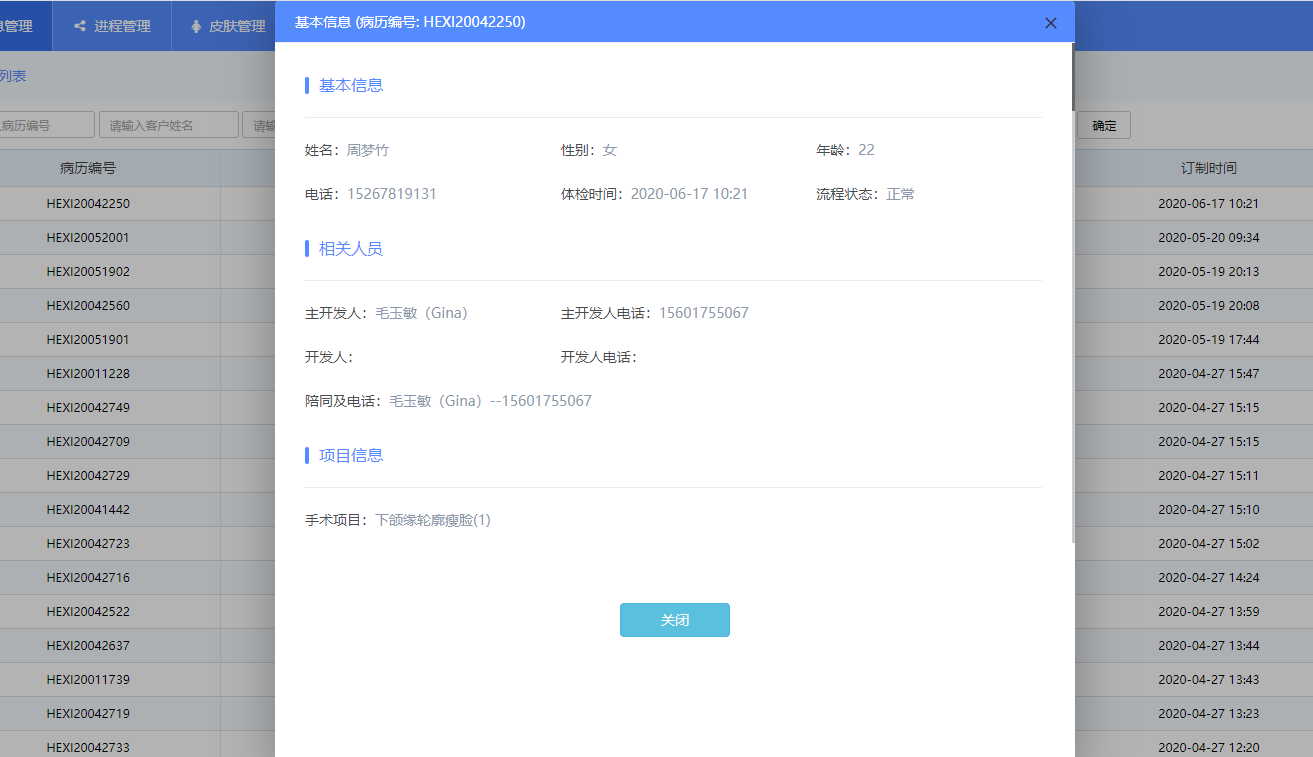 息管理 进程管理 皮肤管理
基本信息 (病历编号: HEXI20042250)
列表
病历编号 请输入客户姓名 请输 确定
病历编号 订制时间
HEXI20042250 2020-06-17 10:21
HEXI20052001 2020-05-20 09:34
HEXI20051902 2020-05-19 20:13
HEXI20042560 2020-05-19 20:08
HEXI20051901 2020-05-19 17:44
HEXI20011228 2020-04-27 15:47
HEXI20042749 2020-04-27 15:15
HEXI20042709 2020-04-27 15:15
HEXI20042729 2020-04-27 15:11
HEXI20041442 2020-04-27 15:10
HEXI20042723 2020-04-27 15:02
HEXI20042716 2020-04-27 14:24
HEXI20042522 2020-04-27 13:59
HEXI20042637 2020-04-27 13:44
HEXI20011739 2020-04-27 13:43
HEXI20042719 2020-04-27 13:23
HEXI20042733 2020-04-27 12:20
基本信息
姓名：周梦竹 性别：女 年龄：22
电话：15267819131 体检时间：2020-06-17 10:21 流程状态：正常
相关人员
主开发人：毛玉敏（Gina） 主开发人电话：15601755067
开发人： 开发人电话：
陪同及电话：毛玉敏（Gina）--15601755067
项目信息
手术项目：下颌缘轮廓瘦脸(1)
关闭